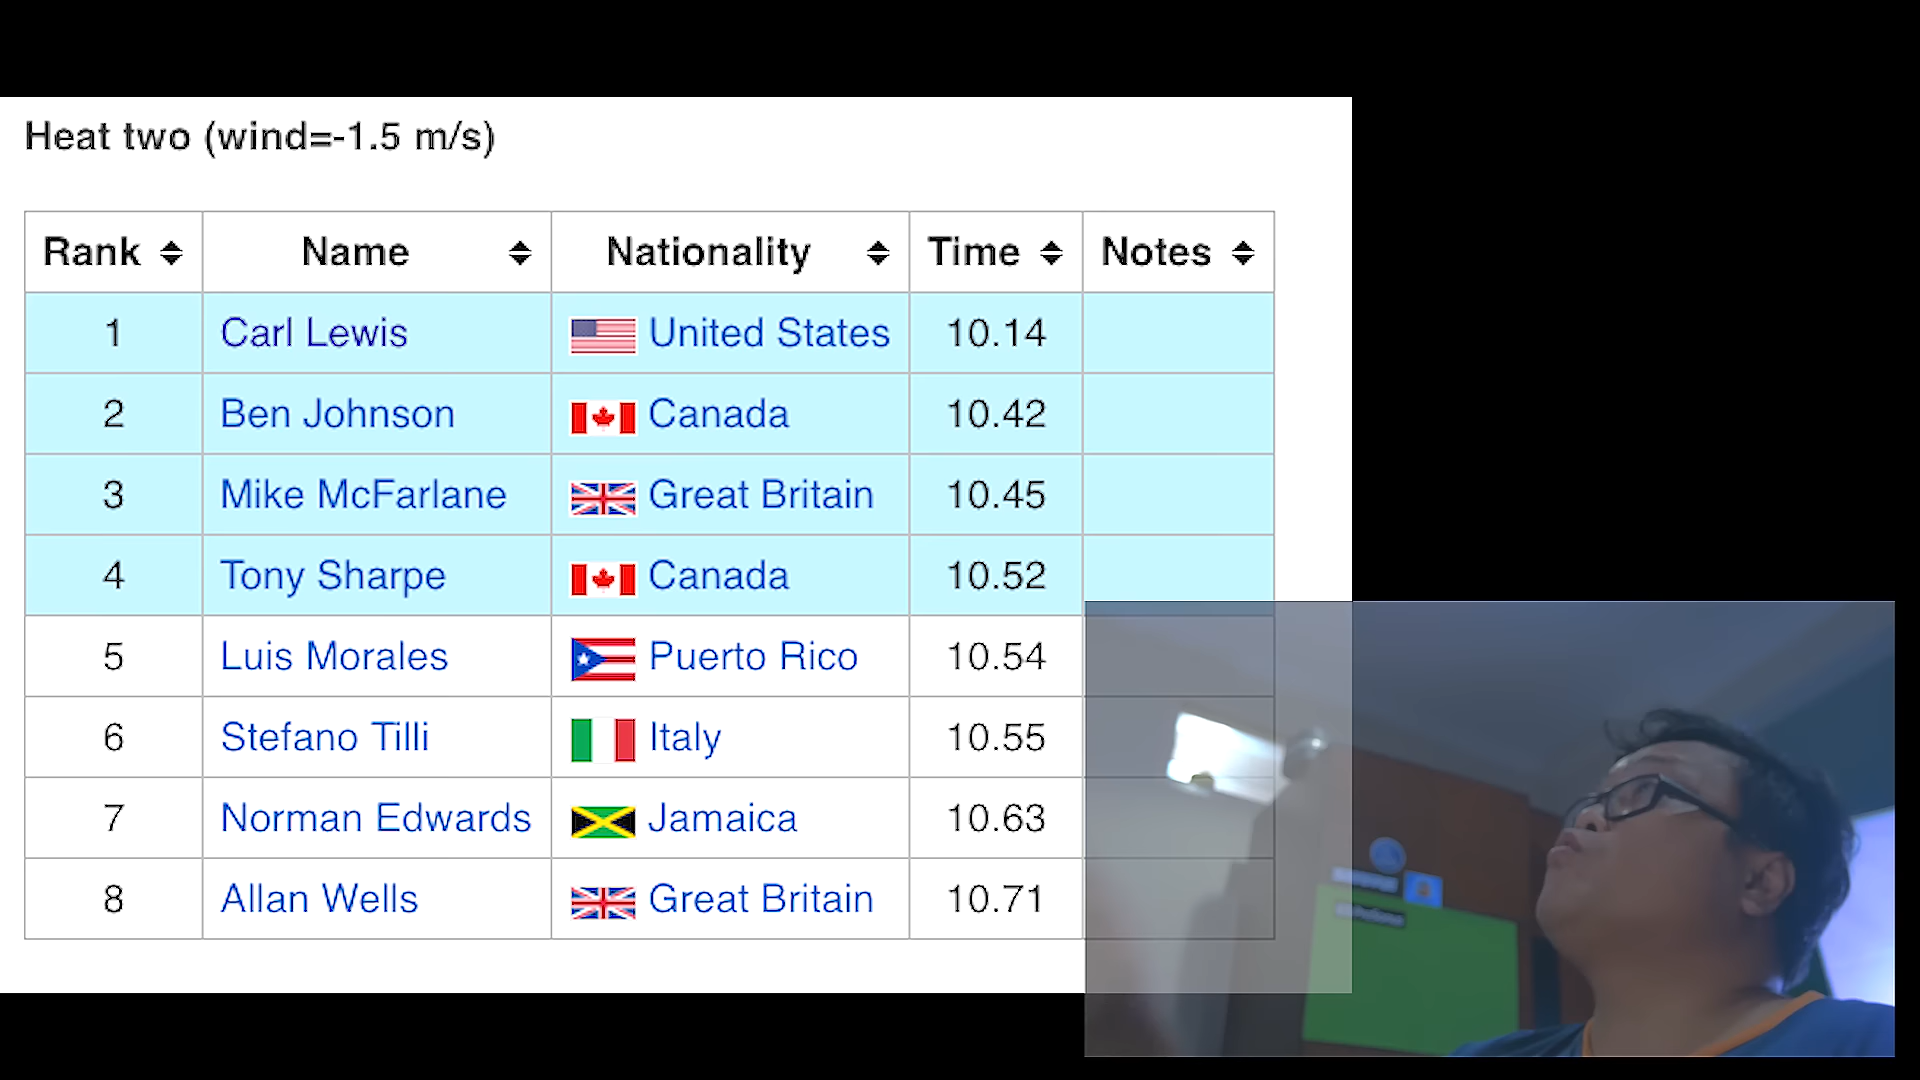 Heat two (wind=-1.5 m/s)
Rank Name Nationality Time Notes
1 Carl Lewis United States 10.14
2 Ben Johnson Canada 10.42
3 Mike McFarlane Great Britain 10.45
4 Tony Sharpe Canada 10.52
5 Luis Morales Puerto Rico 10.54
6 Stefano Tilli Italy 10.55
7 Norman Edwards Jamaica 10.63
8 Allan Wells Great Britain 10.71